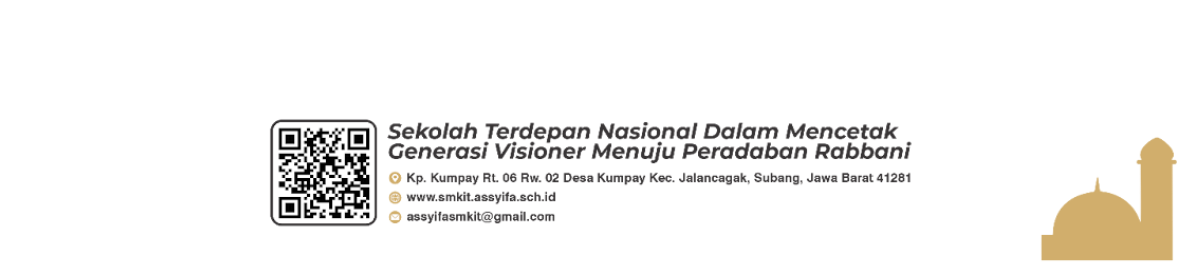 Sekolah Terdepan Nasional Dalam Mencetak
Generasi Visioner Menuju Peradaban Rabbani
Kp. Kumpay Rt. 06 Rw. 02 Desa Kumpay Kec. Jalancagak, Subang, Jawa Barat 41281
www.smkit.assyifa.sch.id
assyifasmkit@gmail.com